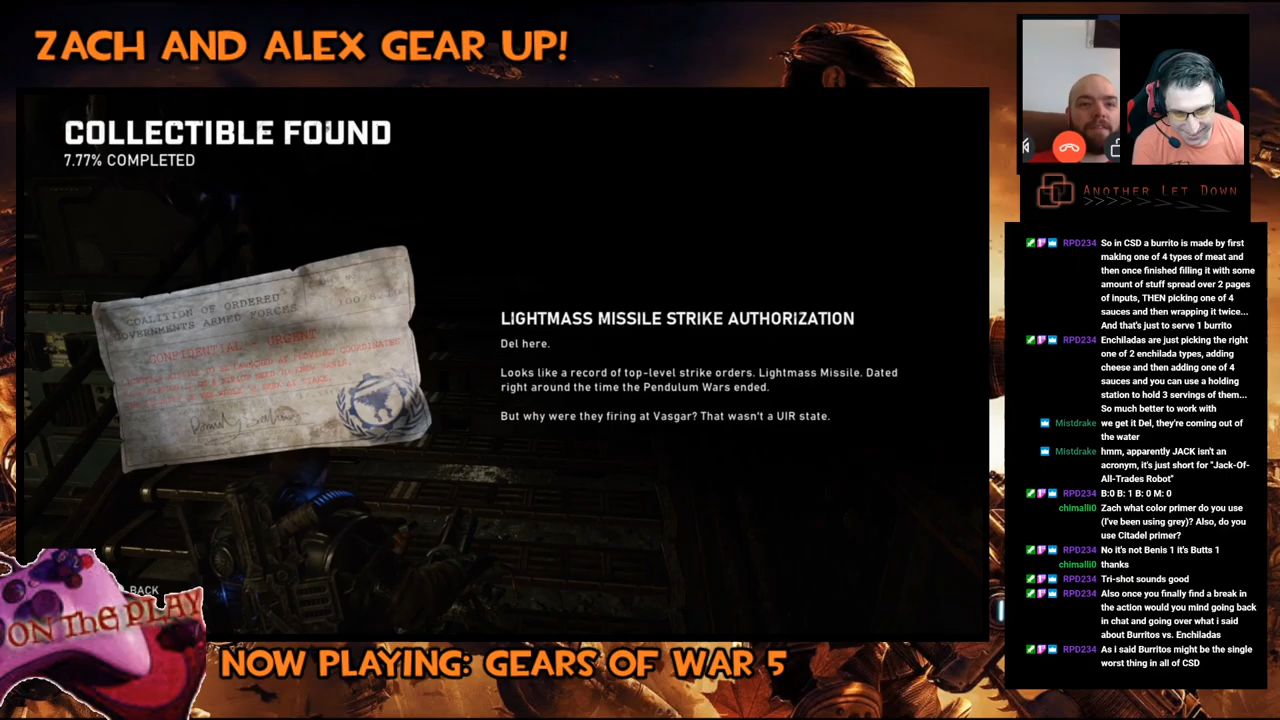 ZACH AND ALEX GEAR UP!
COLLECTIBLE FOUND
7.77% COMPLETED
COALITION OF ORDERED
GOVERNMENTS ARMED FORCES
CONFIDENTIAL - URGENT
LIGHTMASS MISSILE STRIKE AUTHORIZATION
Del here.
Looks like a record of top-level strike orders. Lightmass Missile. Dated
right around the time the Pendulum Wars ended.
But why were they firing at Vasgar? That wasn't a UIR state.
BACK
ON THE PLAY
NOW PLAYING: GEARS OF WAR 5
ANOTHER LET DOWN
>>>>>>>>>>
RPD234 So in CSD a burrito is made by first
making one of 4 types of meat and
then once finished filling it with some
amount of stuff spread over 2 pages
of inputs, THEN picking one of 4
sauces and then wrapping it twice...
And that's just to serve 1 burrito
RPD234 Enchiladas are just picking the right
one of 2 enchilada types, adding
cheese and then adding one of 4
sauces and you can use a holding
station to hold 3 servings of them...
So much better to work with
Mistdrake we get it Del, they're coming out of
the water
Mistdrake hmm, apparently JACK isn't an
acronym, it's just short for "Jack-Of-
All-Trades Robot"
RPD234 B:0 B: 1 B: 0 M: 0
chimalli0 Zach what color primer do you use
(I've been using grey)? Also, do you
use Citadel primer?
RPD234 No it's not Benis 1 it's Butts 1
chimalli0 thanks
RPD234 Tri-shot sounds good
RPD234 Also once you finally find a break in
the action would you mind going back
in chat and going over what i said
about Burritos vs. Enchiladas
RPD234 As i said Burritos might be the single
worst thing in all of CSD